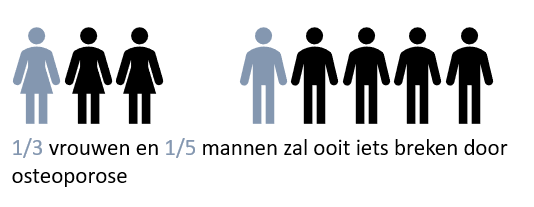 1/3 vrouwen en 1/5 mannen zal ooit iets breken door
osteoporose